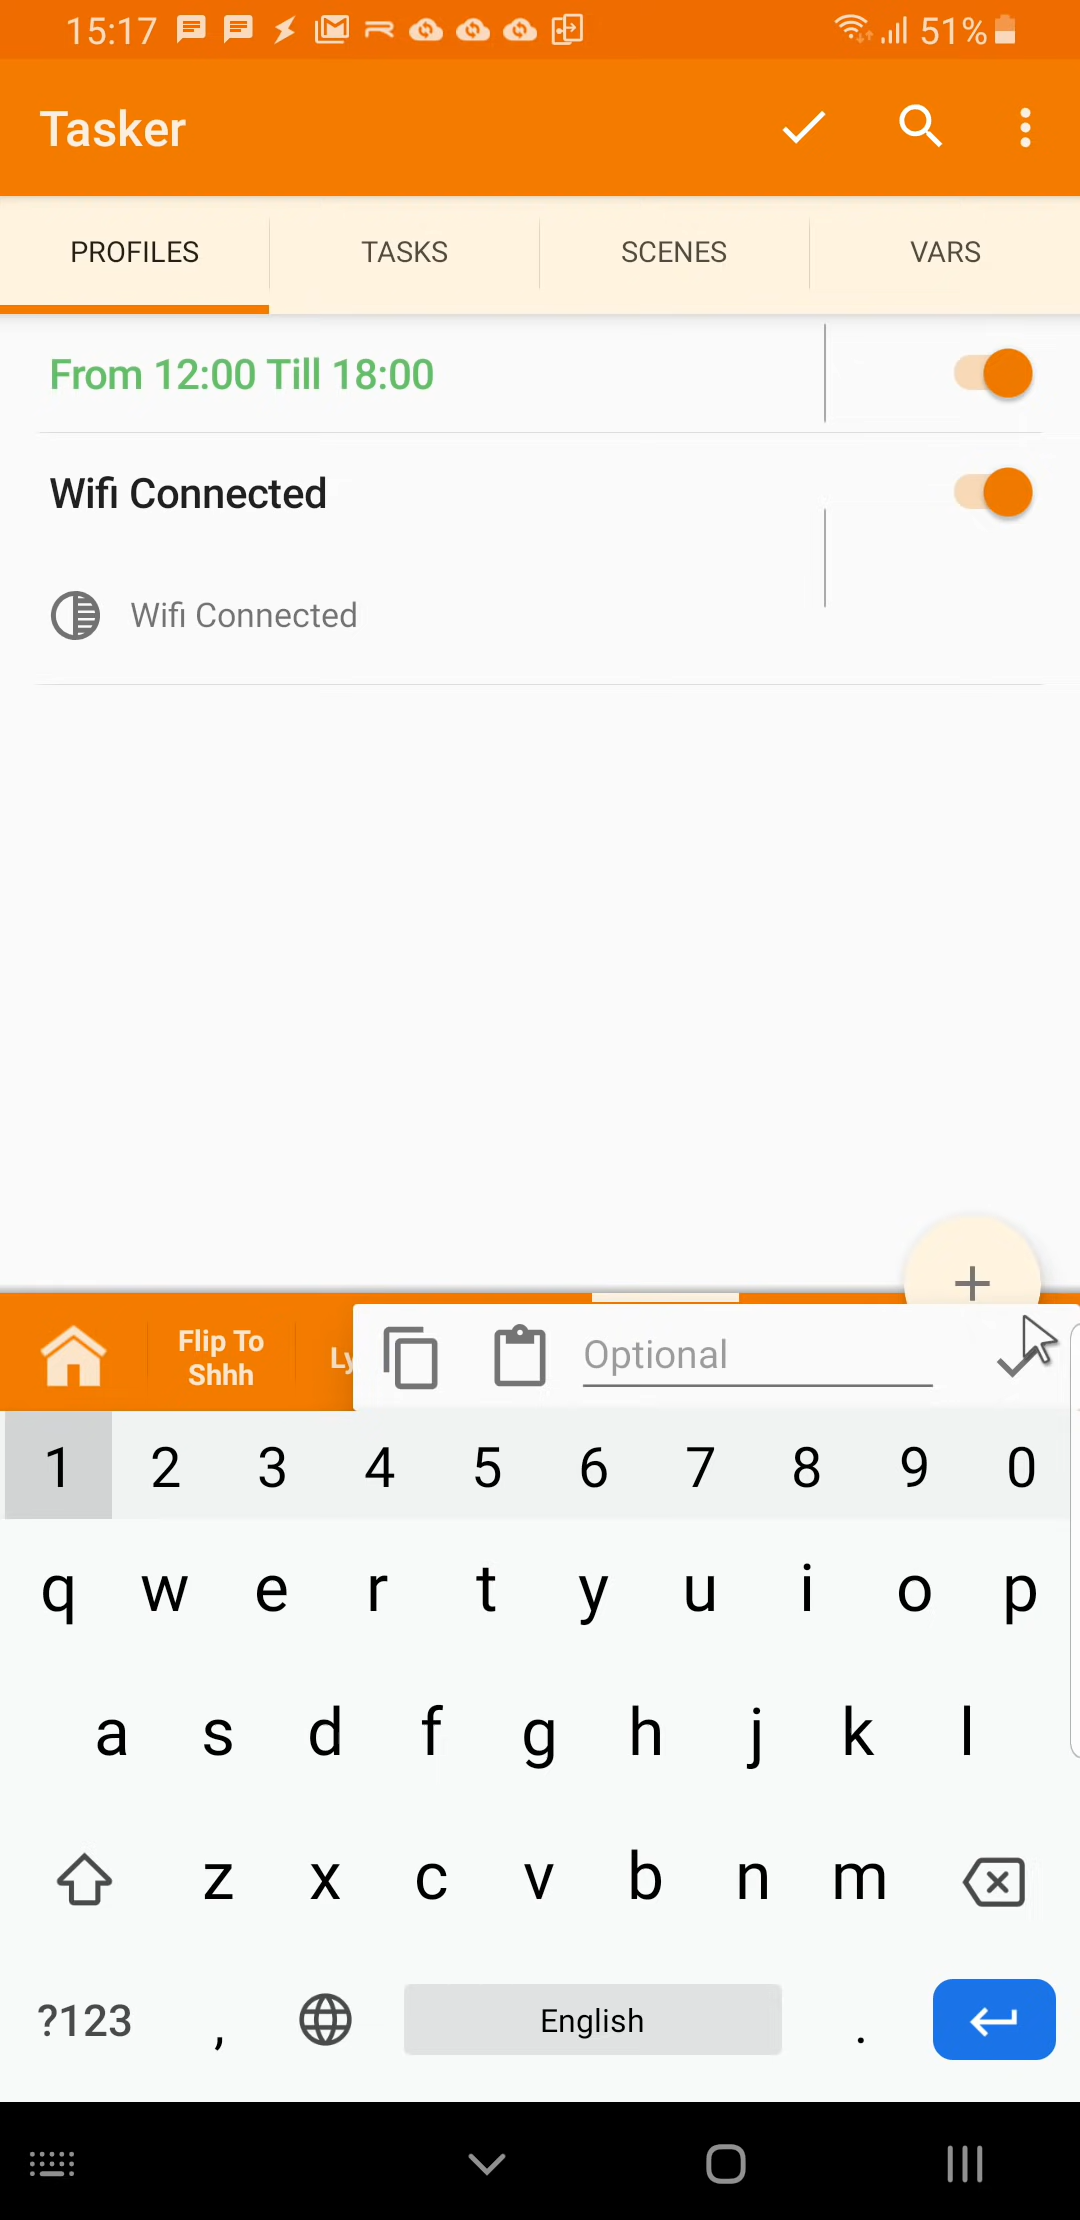 15:17 51%
Tasker
PROFILES TASKS SCENES VARS
From 12:00 Till 18:00
Wifi Connected
Wifi Connected
Flip To
Shhh
Ly
Optional
1 2 3 4 5 6 7 8 9 0
q w e r t y u i o p
a s d f g h j k l
z x c v b n m
?123 , English .